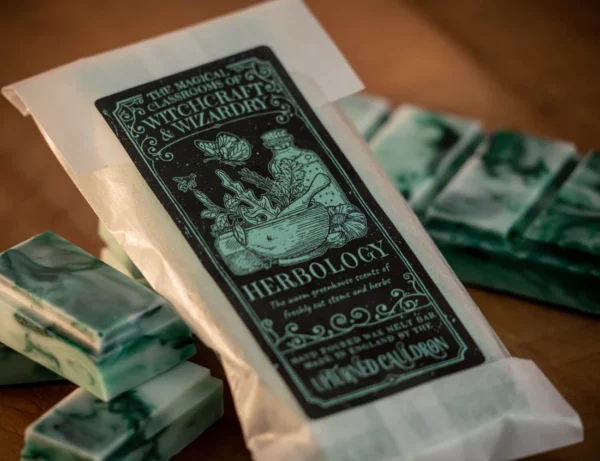 THE MAGICAL
CLASSROOMS OF
WITCHCRAFT
& WIZARDRY
HERBOLOGY
The warm greenhouse scents of
freshly cut stems and herbs
HAND POURED WAX MELT BAR
MADE IN ENGLAND BY THE
UPTURNED CAULDRON